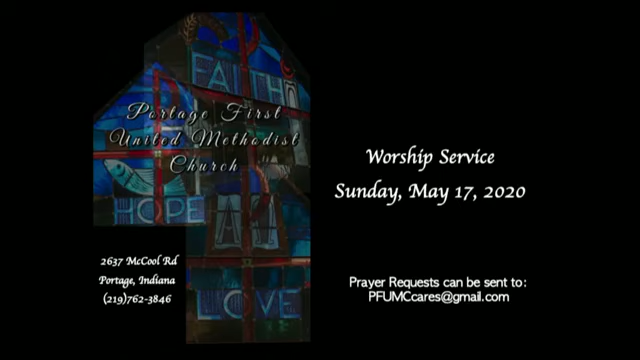 FAITH
Portage First
United Methodist
Church
HOPE
LOVE
2637 McCool Rd
Portage, Indiana
(219)762-3846
Worship Service
Sunday, May 17, 2020
Prayer Requests can be sent to:
PFUMCcares@gmail.com